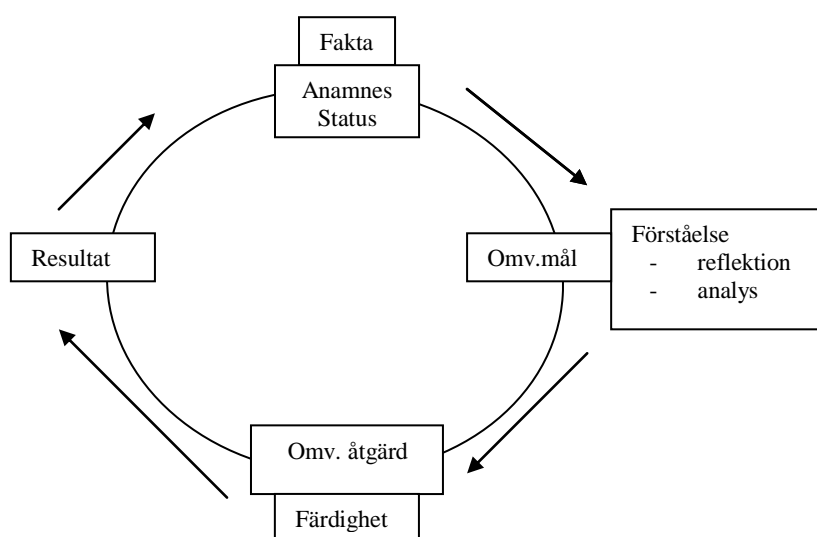 Fakta
Anamnes
Status
Resultat
Omv.mål
Förståelse
- reflektion
- analys
Omv. åtgärd
Färdighet